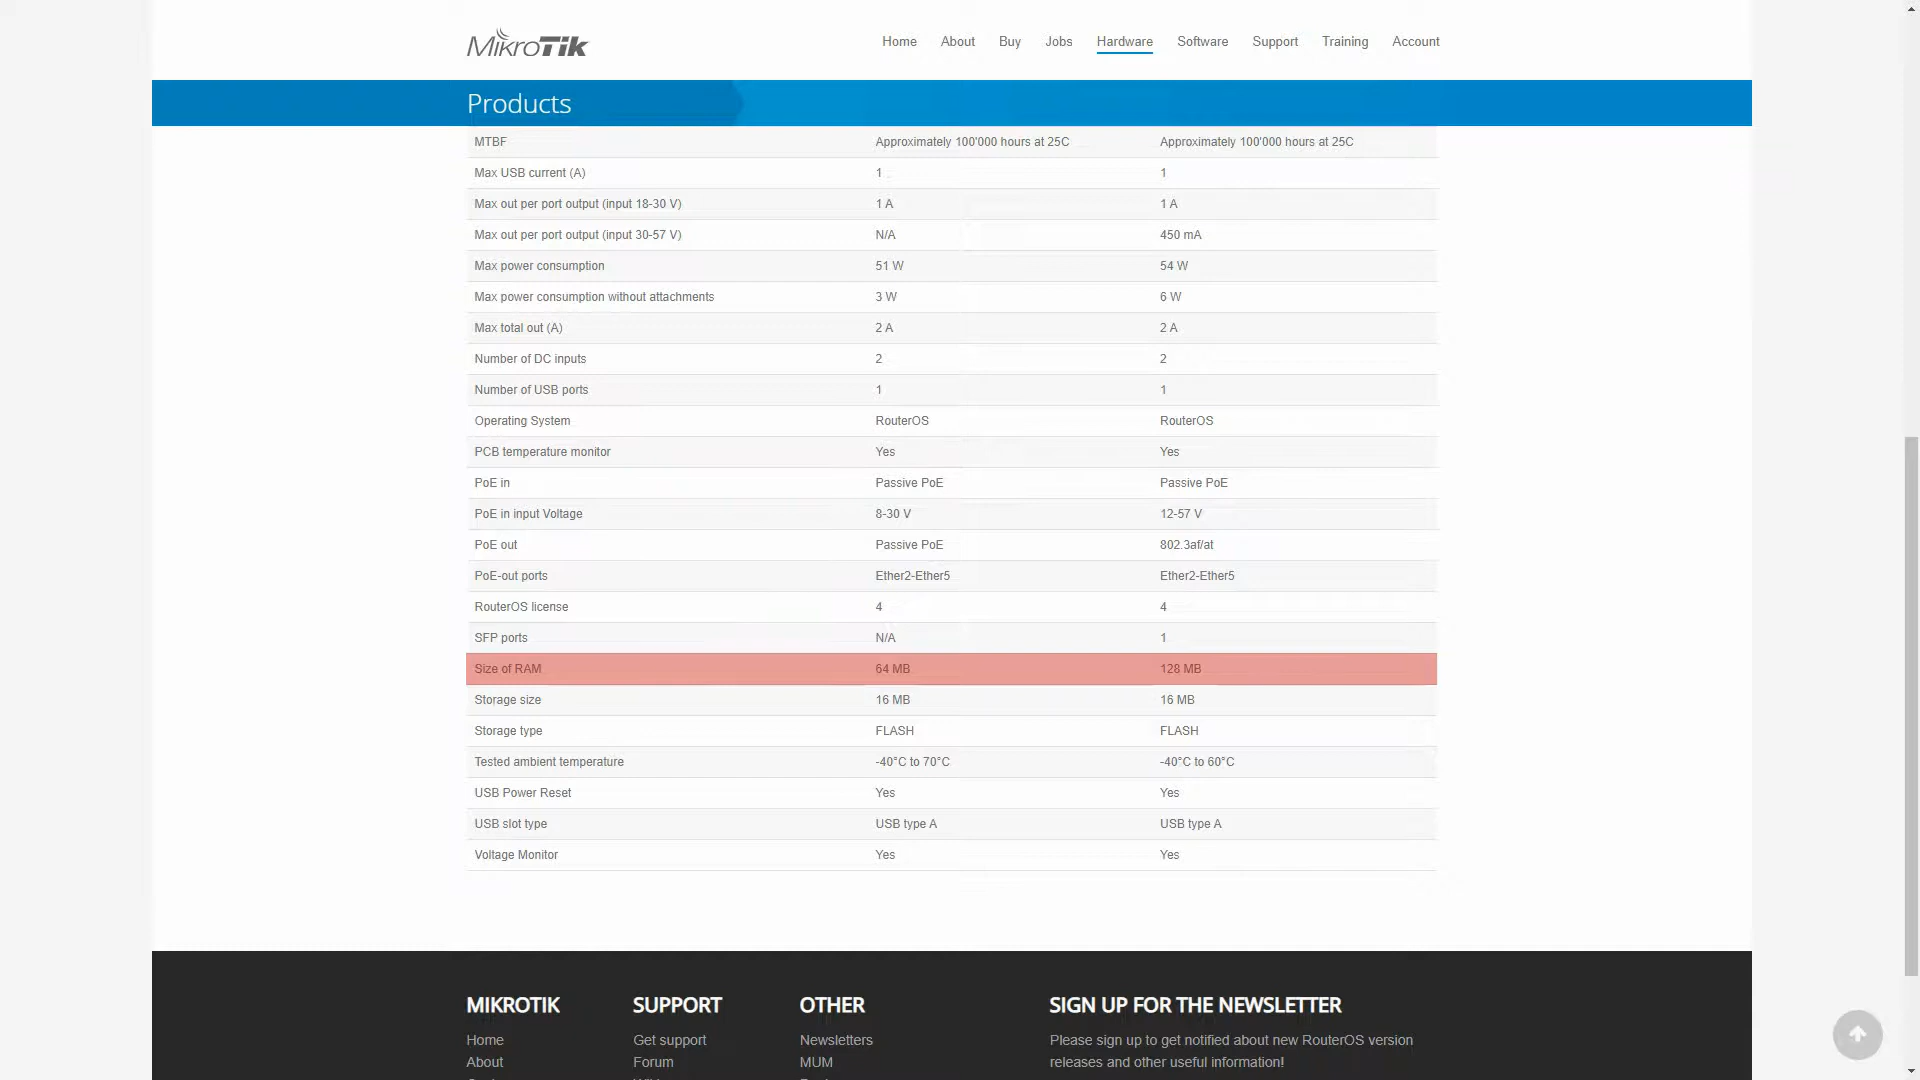 MikroTik
Home About Buy Jobs Hardware Software Support Training Account
Products
MTBF Approximately 100'000 hours at 25C Approximately 100'000 hours at 25C
Max USB current (A) 1 1
Max out per port output (input 18-30 V) 1 A 1 A
Max out per port output (input 30-57 V) N/A 450 mA
Max power consumption 51 W 54 W
Max power consumption without attachments 3 W 6 W
Max total out (A) 2 A 2 A
Number of DC inputs 2 2
Number of USB ports 1 1
Operating System RouterOS RouterOS
PCB temperature monitor Yes Yes
PoE in Passive PoE Passive PoE
PoE in input Voltage 8-30 V 12-57 V
PoE out Passive PoE 802.3af/at
PoE-out ports Ether2-Ether5 Ether2-Ether5
RouterOS license 4 4
SFP ports N/A 1
Size of RAM 64 MB 128 MB
Storage size 16 MB 16 MB
Storage type FLASH FLASH
Tested ambient temperature -40°C to 70°C -40°C to 60°C
USB Power Reset Yes Yes
USB slot type USB type A USB type A
Voltage Monitor Yes Yes
MIKROTIK SUPPORT OTHER SIGN UP FOR THE NEWSLETTER
Home Get support Newsletters Please sign up to get notified about new RouterOS version
About Forum MUM releases and other useful information!